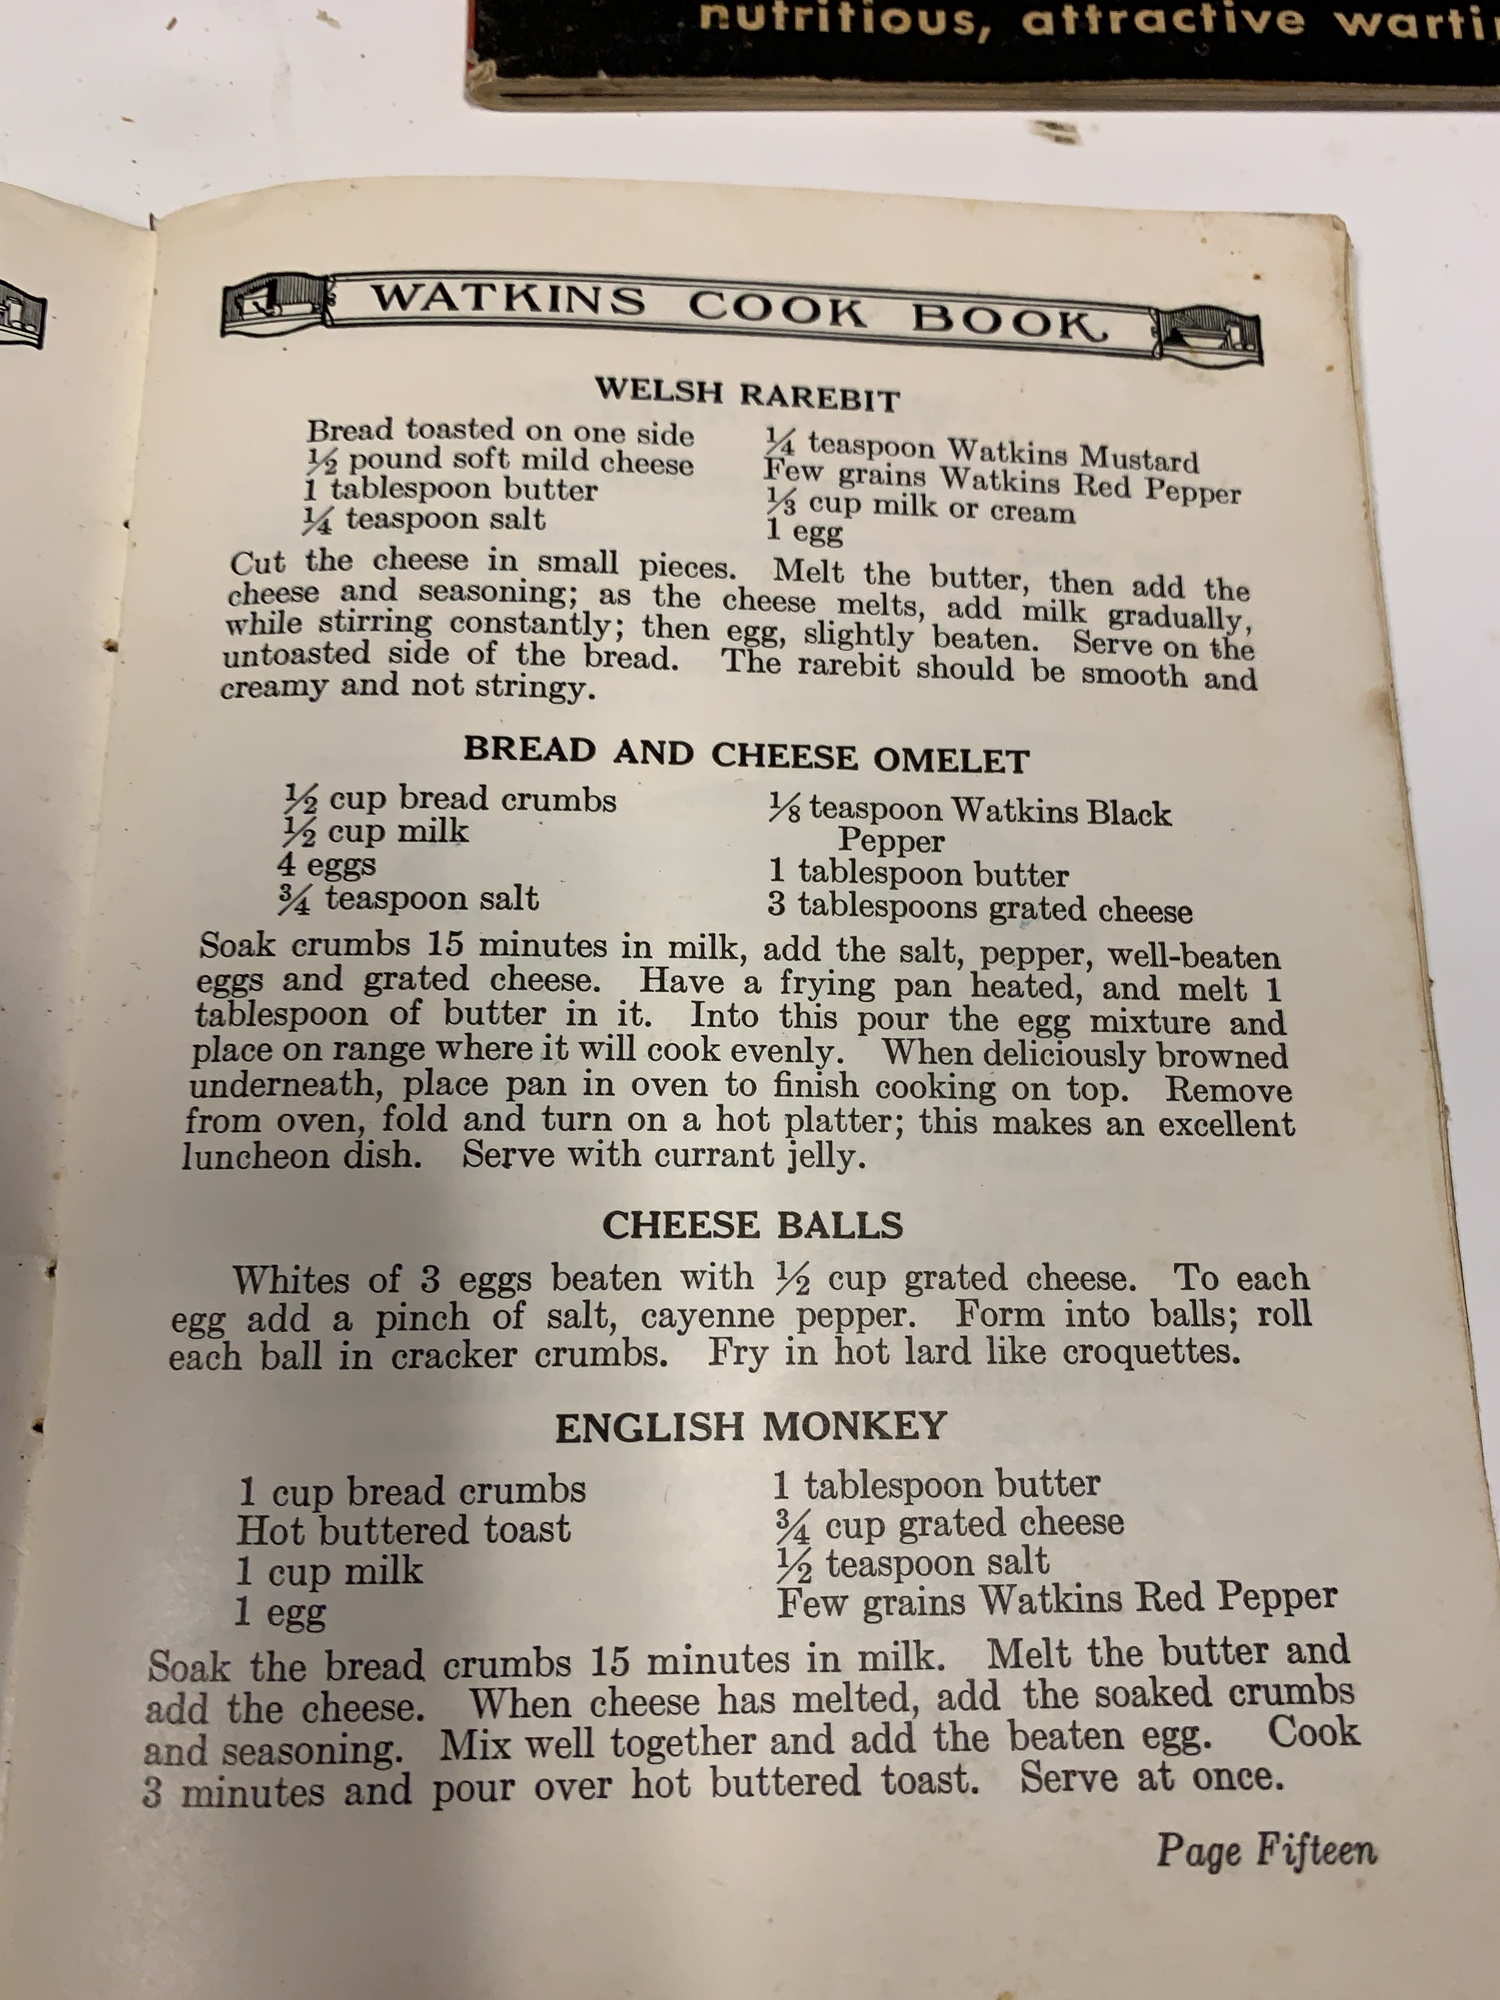 nutritious, attractive
WATKINS COOK BOOK
WELSH RAREBIT
Bread toasted on one side
½ pound soft mild cheese
1 tablespoon butter
¼ teaspoon salt
¼ teaspoon Watkins Mustard
Few grains Watkins Red Pepper
⅓ cup milk or cream
1 egg
Cut the cheese in small pieces. Melt the butter, then add the
cheese and seasoning; as the cheese melts, add milk gradually,
while stirring constantly; then egg, slightly beaten. Serve on the
untoasted side of the bread. The rarebit should be smooth and
creamy and not stringy.
BREAD AND CHEESE OMELET
½ cup bread crumbs
½ cup milk
4 eggs
¾ teaspoon salt
⅛ teaspoon Watkins Black
Pepper
1 tablespoon butter
3 tablespoons grated cheese
Soak crumbs 15 minutes in milk, add the salt, pepper, well-beaten
eggs and grated cheese. Have a frying pan heated, and melt 1
tablespoon of butter in it. Into this pour the egg mixture and
place on range where it will cook evenly. When deliciously browned
underneath, place pan in oven to finish cooking on top. Remove
from oven, fold and turn on a hot platter; this makes an excellent
luncheon dish. Serve with currant jelly.
CHEESE BALLS
Whites of 3 eggs beaten with ½ cup grated cheese. To each
egg add a pinch of salt, cayenne pepper. Form into balls; roll
each ball in cracker crumbs. Fry in hot lard like croquettes.
ENGLISH MONKEY
1 cup bread crumbs
Hot buttered toast
1 cup milk
1 egg
1 tablespoon butter
¾ cup grated cheese
½ teaspoon salt
Few grains Watkins Red Pepper
Soak the bread crumbs 15 minutes in milk. Melt the butter and
add the cheese. When cheese has melted, add the soaked crumbs
and seasoning. Mix well together and add the beaten egg. Cook
3 minutes and pour over hot buttered toast. Serve at once.
Page Fifteen